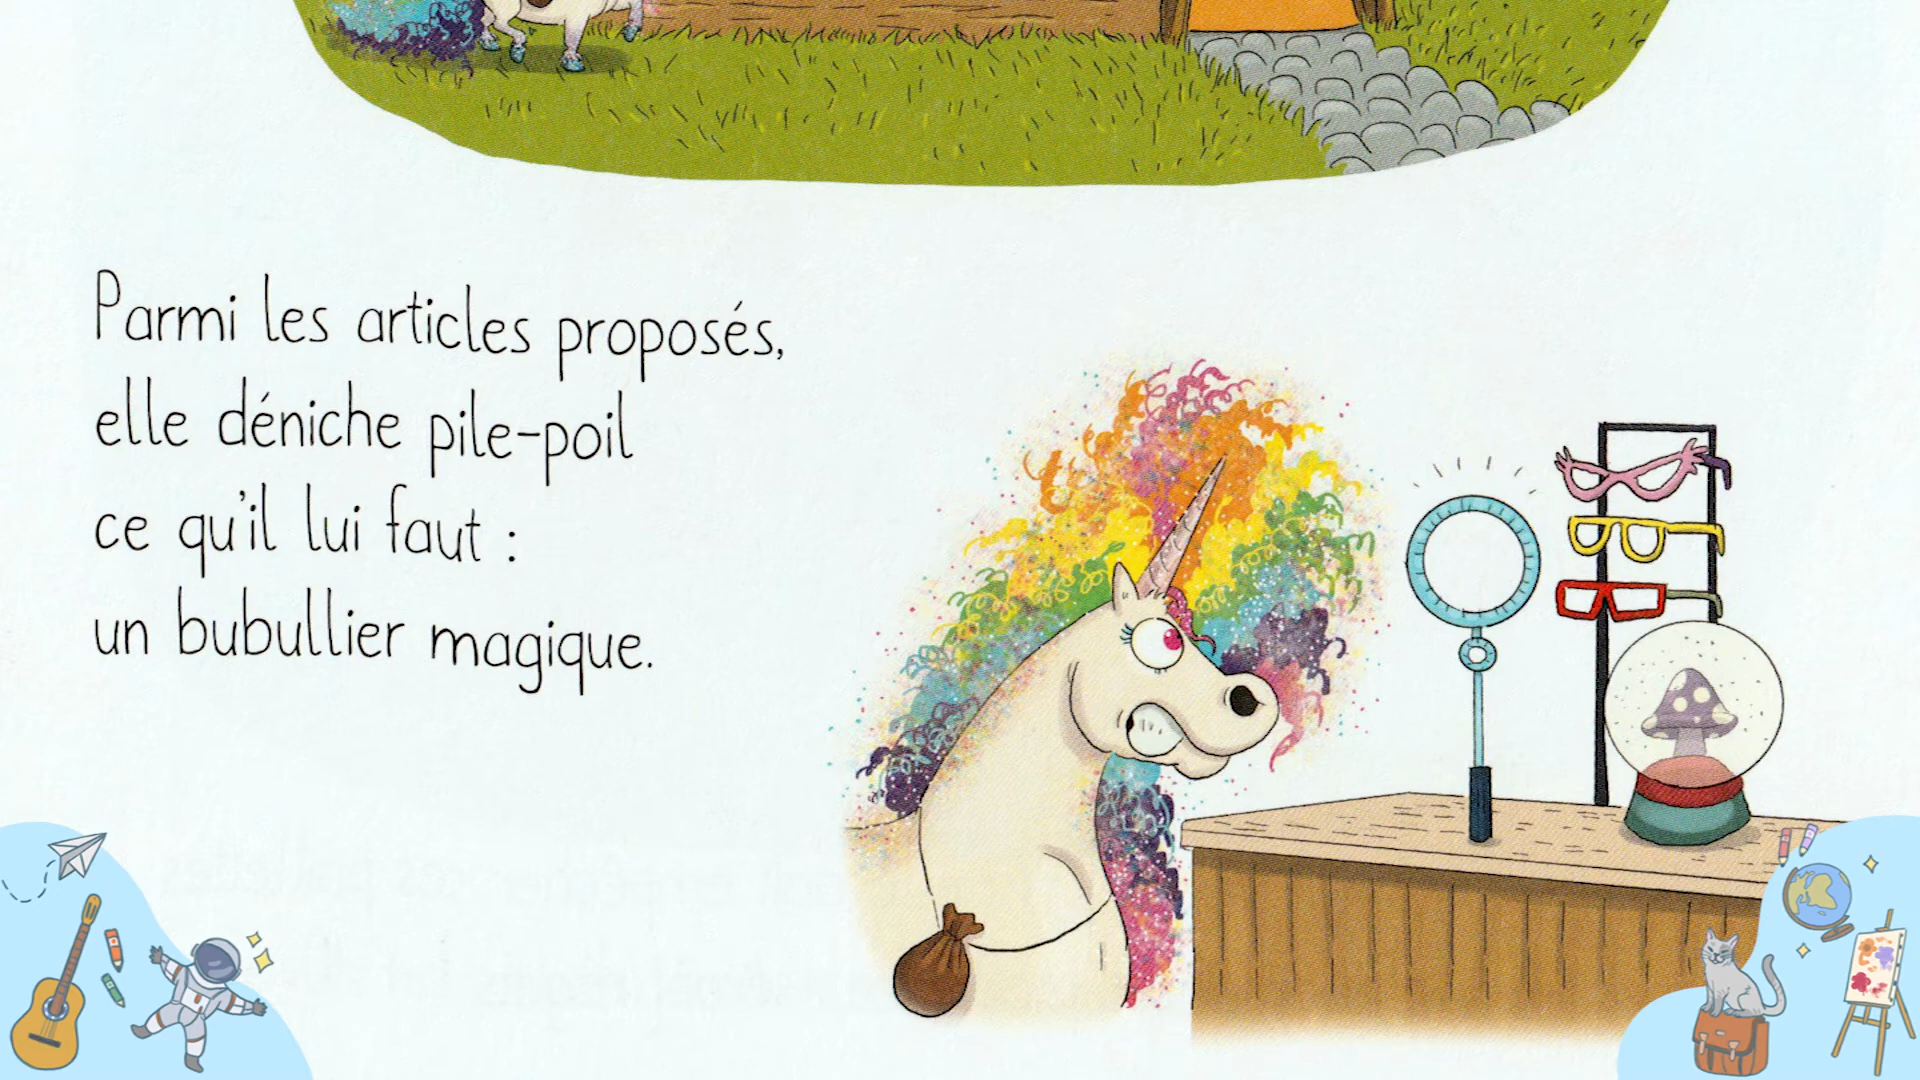 Parmi les articles proposés,
elle déniche pile-poil
ce qu'il lui faut :
un bubullier magique.